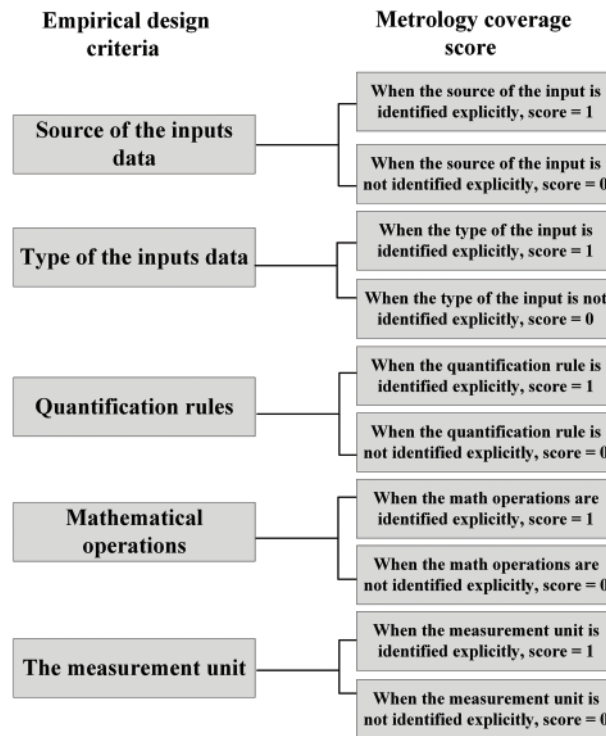 Empirical design
criteria
Metrology coverage
score
Source of the inputs
data
When the source of the input is
identified explicitly, score = 1
When the source of the input is
not identified explicitly, score = 0
Type of the inputs data
When the type of the input is
identified explicitly, score = 1
When the type of the input is not
identified explicitly, score = 0
Quantification rules
When the quantification rule is
identified explicitly, score = 1
When the quantification rule is
not identified explicitly, score = 0
Mathematical
operations
When the math operations are
identified explicitly, score = 1
When the math operations are
not identified explicitly, score = 0
The measurement unit
When the measurement unit is
identified explicitly, score = 1
When the measurement unit is
not identified explicitly, score = 0